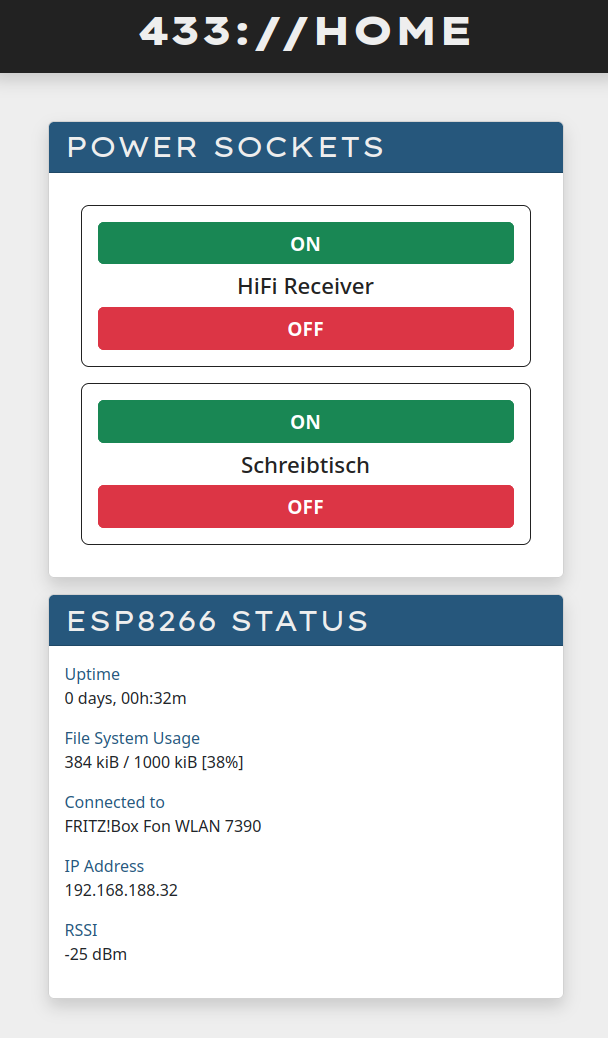 433://HOME
POWER SOCKETS
ON
HiFi Receiver
OFF
ON
Schreibtisch
OFF
ESP8266 STATUS
Uptime
0 days, 00h:32m
File System Usage
384 kiB / 1000 kiB [38%]
Connected to
FRITZ!Box Fon WLAN 7390
IP Address
192.168.188.32
RSSI
-25 dBm